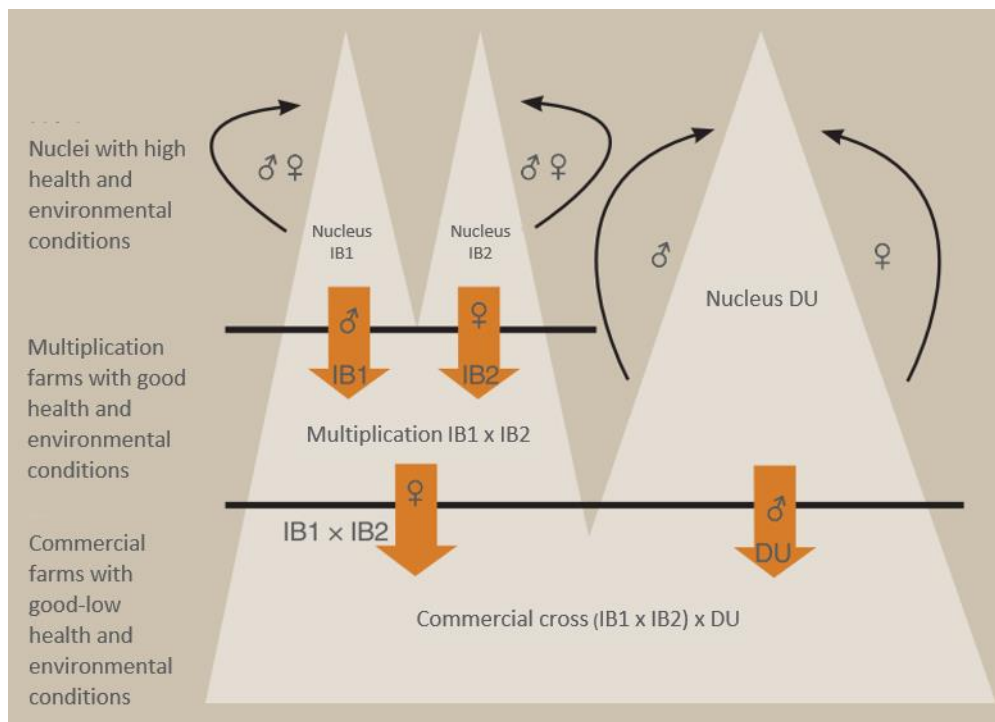 Nuclei with high
health and
environmental
conditions
♂ ♀
♂ ♀
Nucleus
IB1
Nucleus
IB2
♂
♀
Nucleus DU
♂
IB1
♀
IB2
Multiplication
farms with good
health and
environmental
conditions
Multiplication IB1 x IB2
♀
IB1 × IB2
♂
DU
Commercial
farms with
good-low
health and
environmental
conditions
Commercial cross (IB1 x IB2) x DU